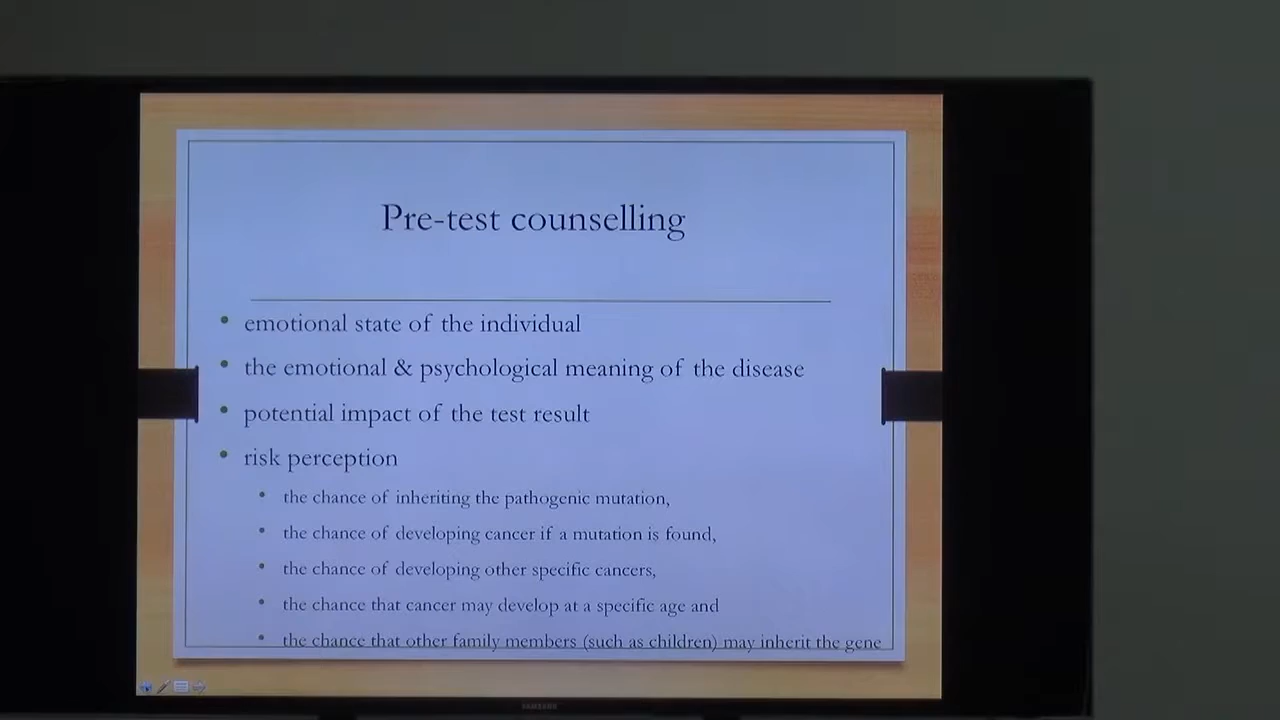 Pre-test counselling
• emotional state of the individual
• the emotional & psychological meaning of the disease
• potential impact of the test result
• risk perception
• the chance of inheriting the pathogenic mutation,
• the chance of developing cancer if a mutation is found,
• the chance of developing other specific cancers,
• the chance that cancer may develop at a specific age and
• the chance that other family members (such as children) may inherit the gene
SAMSUNG